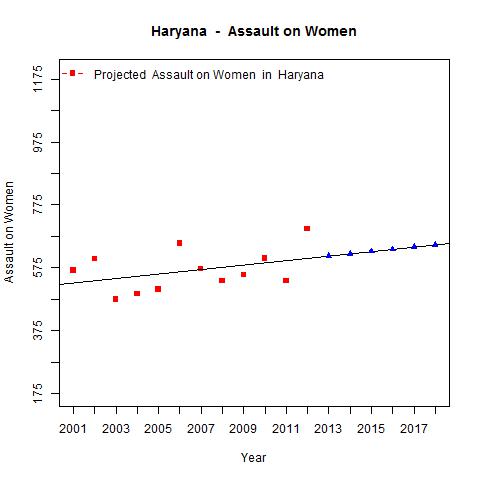 Haryana - Assault on Women
Projected Assault on Women in Haryana
1175
975
775
575
375
175
Assault on Women
2001 2003 2005 2007 2009 2011 2013 2015 2017
Year